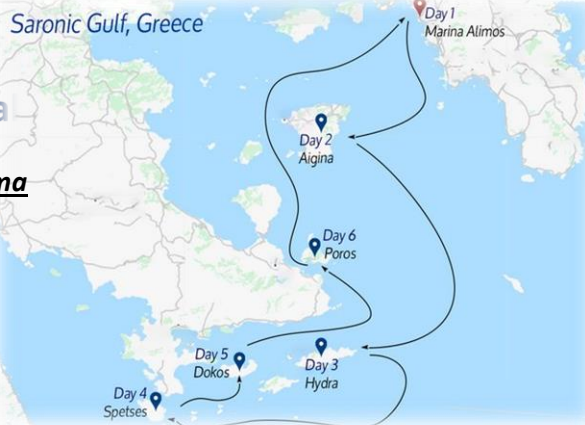 Saronic Gulf, Greece
Day 1
Marina Alimos
Day 2
Aigina
Day 6
Poros
Day 5
Dokos
Day 3
Hydra
Day 4
Spetses